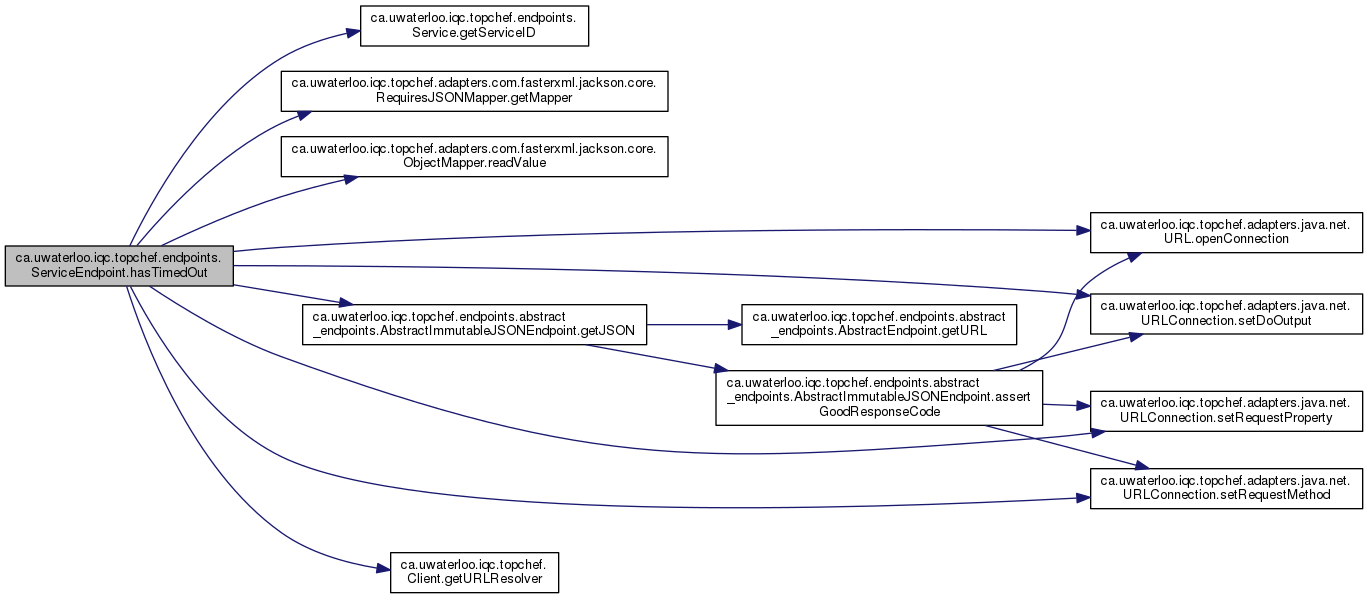 ca.uwaterloo.iqc.topchef.endpoints.
Service.getServiceID
ca.uwaterloo.iqc.topchef.adapters.com.fasterxml.jackson.core.
RequiresJSONMapper.getMapper
ca.uwaterloo.iqc.topchef.adapters.com.fasterxml.jackson.core.
ObjectMapper.readValue
ca.uwaterloo.iqc.topchef.endpoints.
ServiceEndpoint.hasTimedOut
ca.uwaterloo.iqc.topchef.adapters.java.net.
URL.openConnection
ca.uwaterloo.iqc.topchef.endpoints.abstract
_endpoints.AbstractImmutableJSONEndpoint.getJSON
ca.uwaterloo.iqc.topchef.endpoints.abstract
_endpoints.AbstractEndpoint.getURL
ca.uwaterloo.iqc.topchef.adapters.java.net.
URLConnection.setDoOutput
ca.uwaterloo.iqc.topchef.endpoints.abstract
_endpoints.AbstractImmutableJSONEndpoint.assert
GoodResponseCode
ca.uwaterloo.iqc.topchef.adapters.java.net.
URLConnection.setRequestProperty
ca.uwaterloo.iqc.topchef.adapters.java.net.
URLConnection.setRequestMethod
ca.uwaterloo.iqc.topchef.
Client.getURLResolver